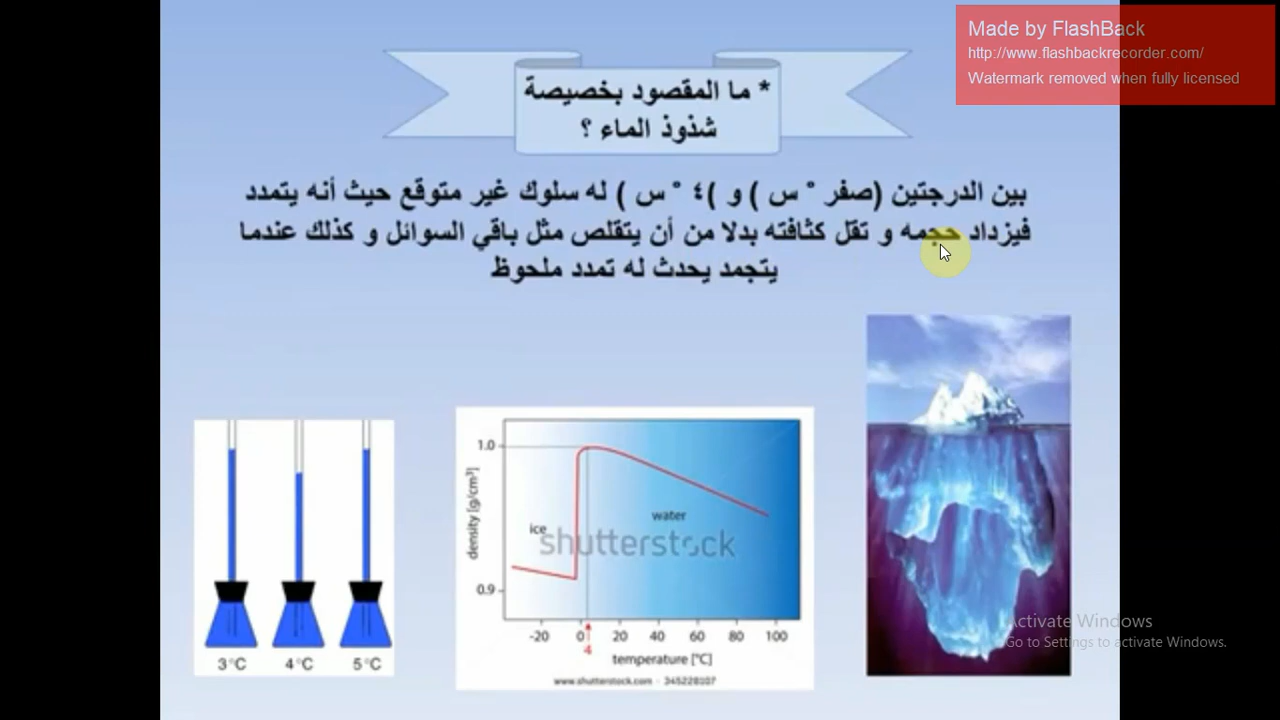 Made by FlashBack
http://www.flashbackrecorder.com/
Watermark removed when fully licensed
* ما المقصود بخصيصة
شذوذ الماء ؟
بين الدرجتين (صفر ° س ) و )٤ ° س ) له سلوك غير متوقع حيث أنه يتمدد
فيزداد حجمه و تقل كثافته بدلا من أن يتقلص مثل باقي السوائل و كذلك عندما
يتجمد يحدث له تمدد ملحوظ
3°C 4°C 5°C
density [g/cm³]
1.0
0.9
ice
water
shutterstock
-20 0 20 40 60 80 100
4
temperature [°C]
www.shutterstock.com · 345228107
Activate Windows
Go to Settings to activate Windows.